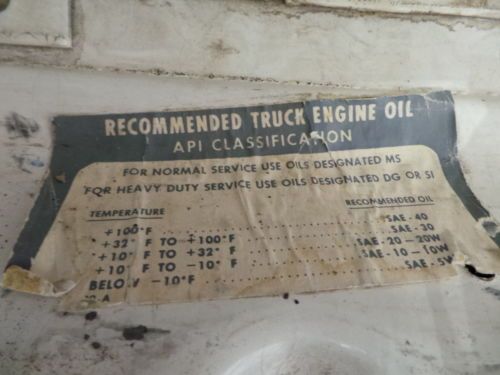 RECOMMENDED TRUCK ENGINE OIL
API CLASSIFICATION
FOR NORMAL SERVICE USE OILS DESIGNATED MS
FOR HEAVY DUTY SERVICE USE OILS DESIGNATED DG OR
TEMPERATURE RECOMMENDED OIL
+100°F SAE-40
+32° F TO +100°F SAE-30
+10° F TO +32° F SAE-20-20W
+10° F TO -10° F SAE-10-10W
BELOW -10°F SAE-5W